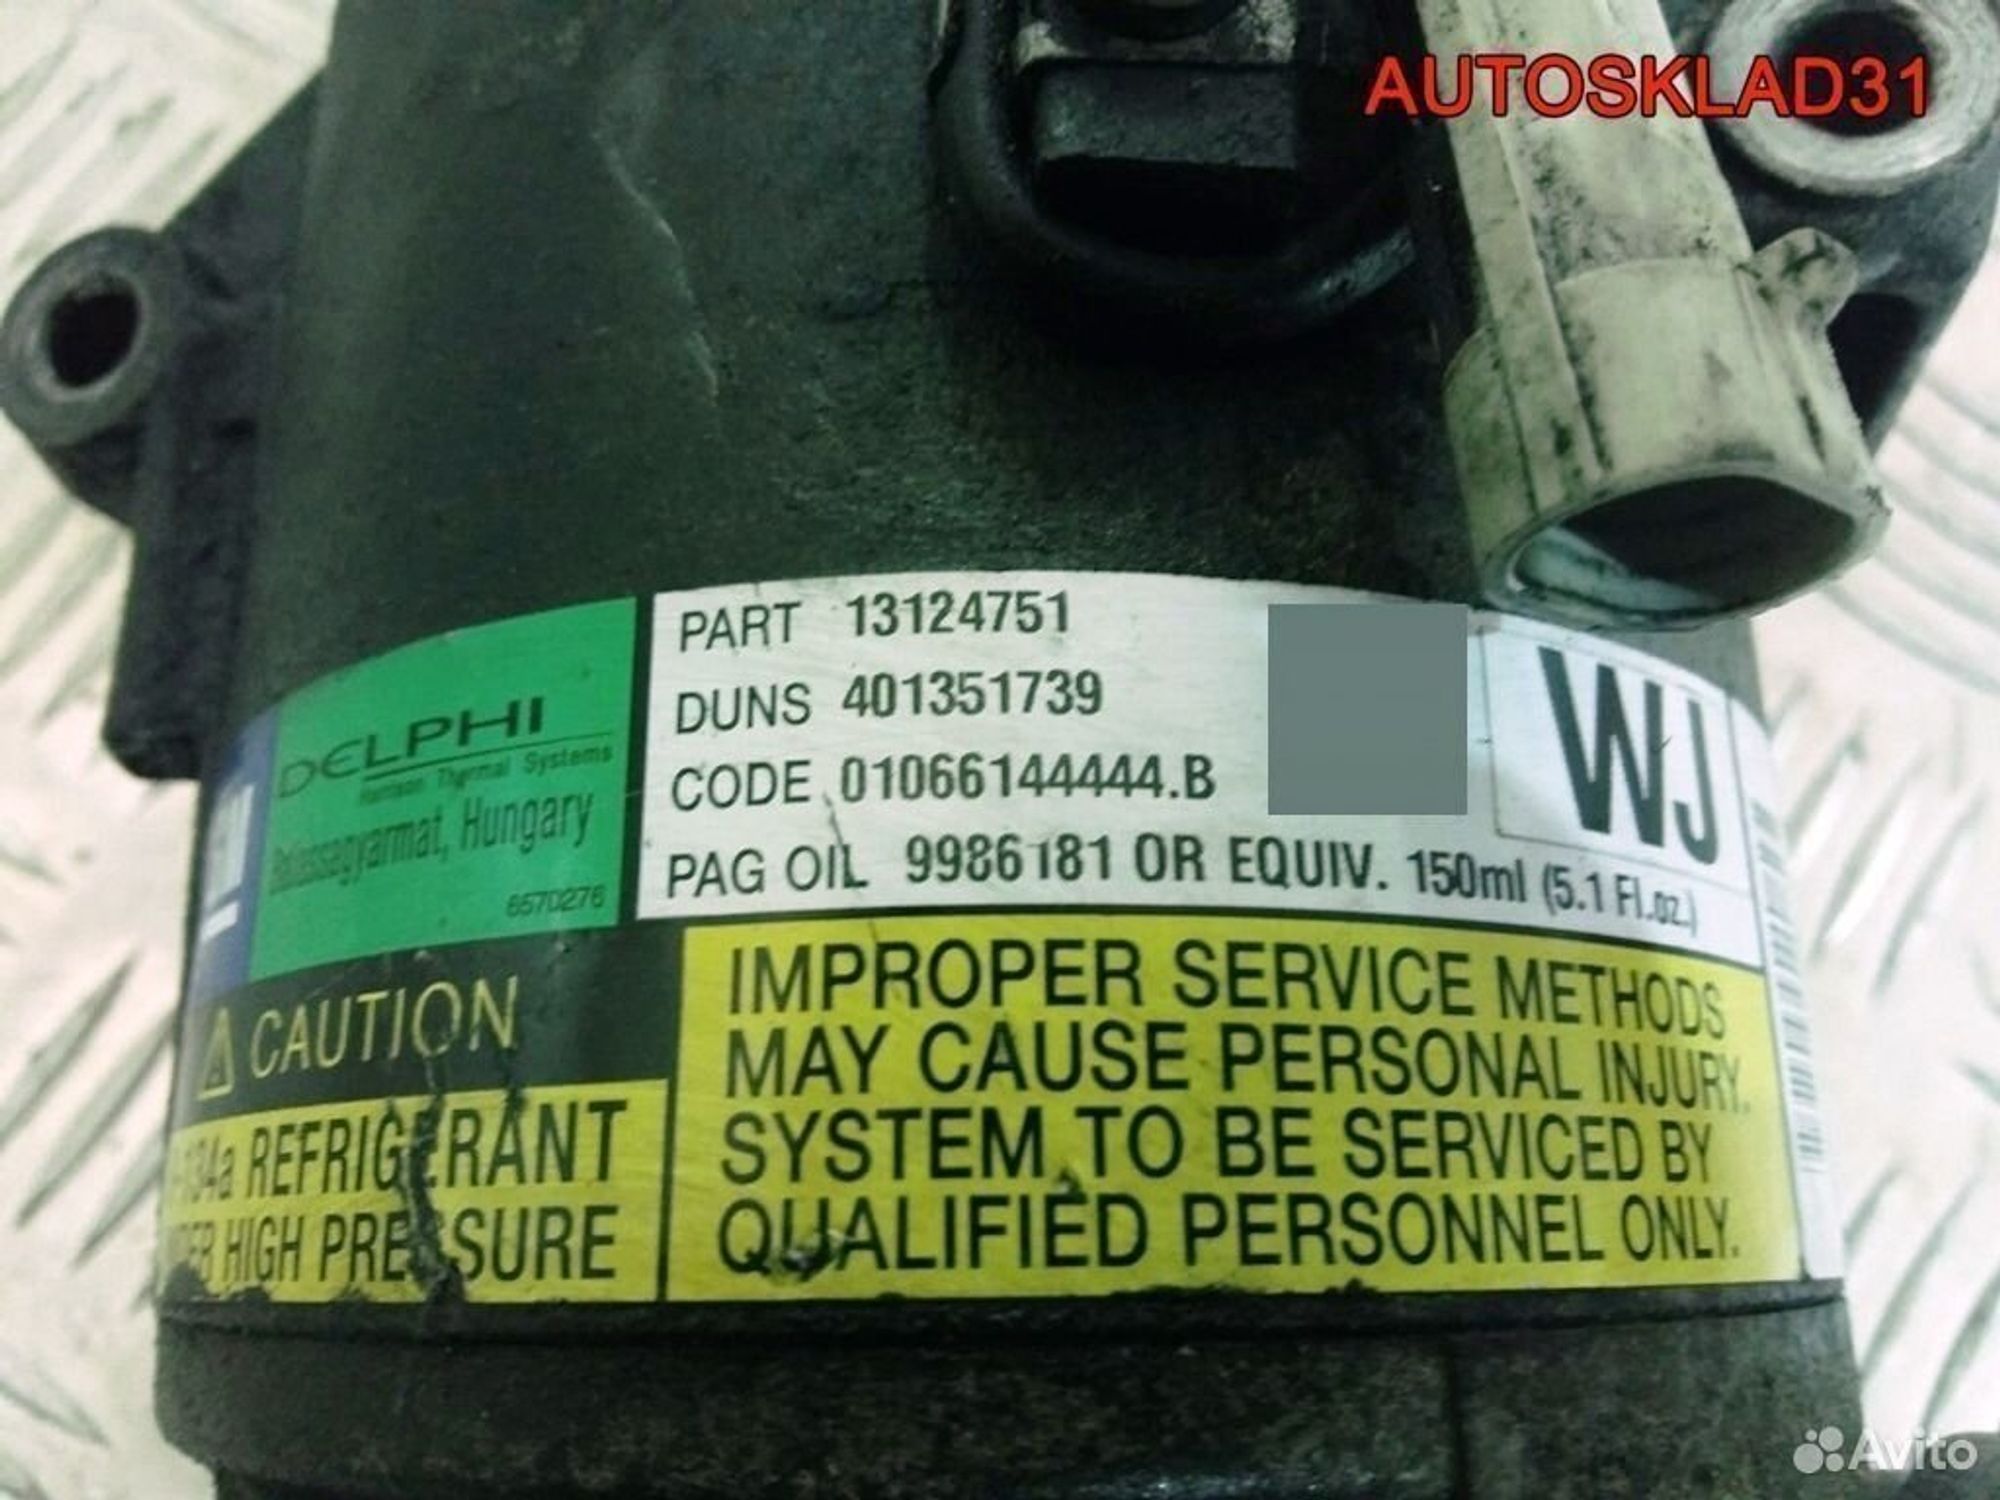 AUTOSKLAD31
PART 13124751
DUNS 401351739
CODE 01066144444.B
WJ
PAG OIL 9986181 OR EQUIV. 150ml (5.1 Fl.oz.)
DELPHI
Harrison Thermal Systems
Balassagyarmat, Hungary
6570276
CAUTION
134a REFRIGERANT
HIGH PRESSURE
IMPROPER SERVICE METHODS
MAY CAUSE PERSONAL INJURY.
SYSTEM TO BE SERVICED BY
QUALIFIED PERSONNEL ONLY.
Avito